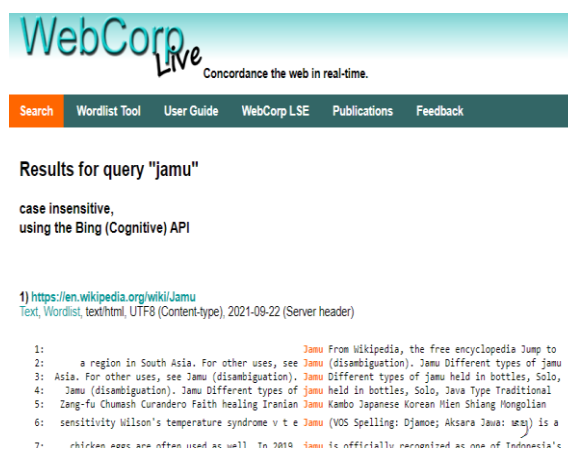 WebCorp
Live
Concordance the web in real-time.
Search Wordlist Tool User Guide WebCorp LSE Publications Feedback
Results for query "jamu"
case insensitive,
using the Bing (Cognitive) API
1) https://en.wikipedia.org/wiki/Jamu
Text, Wordlist, text/html, UTF8 (Content-type), 2021-09-22 (Server header)
1: Jamu From Wikipedia, the free encyclopedia Jump to
2: a region in South Asia. For other uses, see Jamu (disambiguation). Jamu Different types of jamu
3: Asia. For other uses, see Jamu (disambiguation). Jamu Different types of jamu held in bottles, Solo,
4: Jamu (disambiguation). Jamu Different types of jamu held in bottles, Solo, Java Type Traditional
5: Zang-fu Chumash Curandero Faith healing Iranian Jamu Kambo Japanese Korean Mien Shiang Mongolian
6: sensitivity Wilson's temperature syndrome v t e Jamu (VOS Spelling: Djamoe; Aksara Jawa: ) is a
7: chicken eggs are often used as well. In 2019, jamu is officially recognized as one of Indonesia's